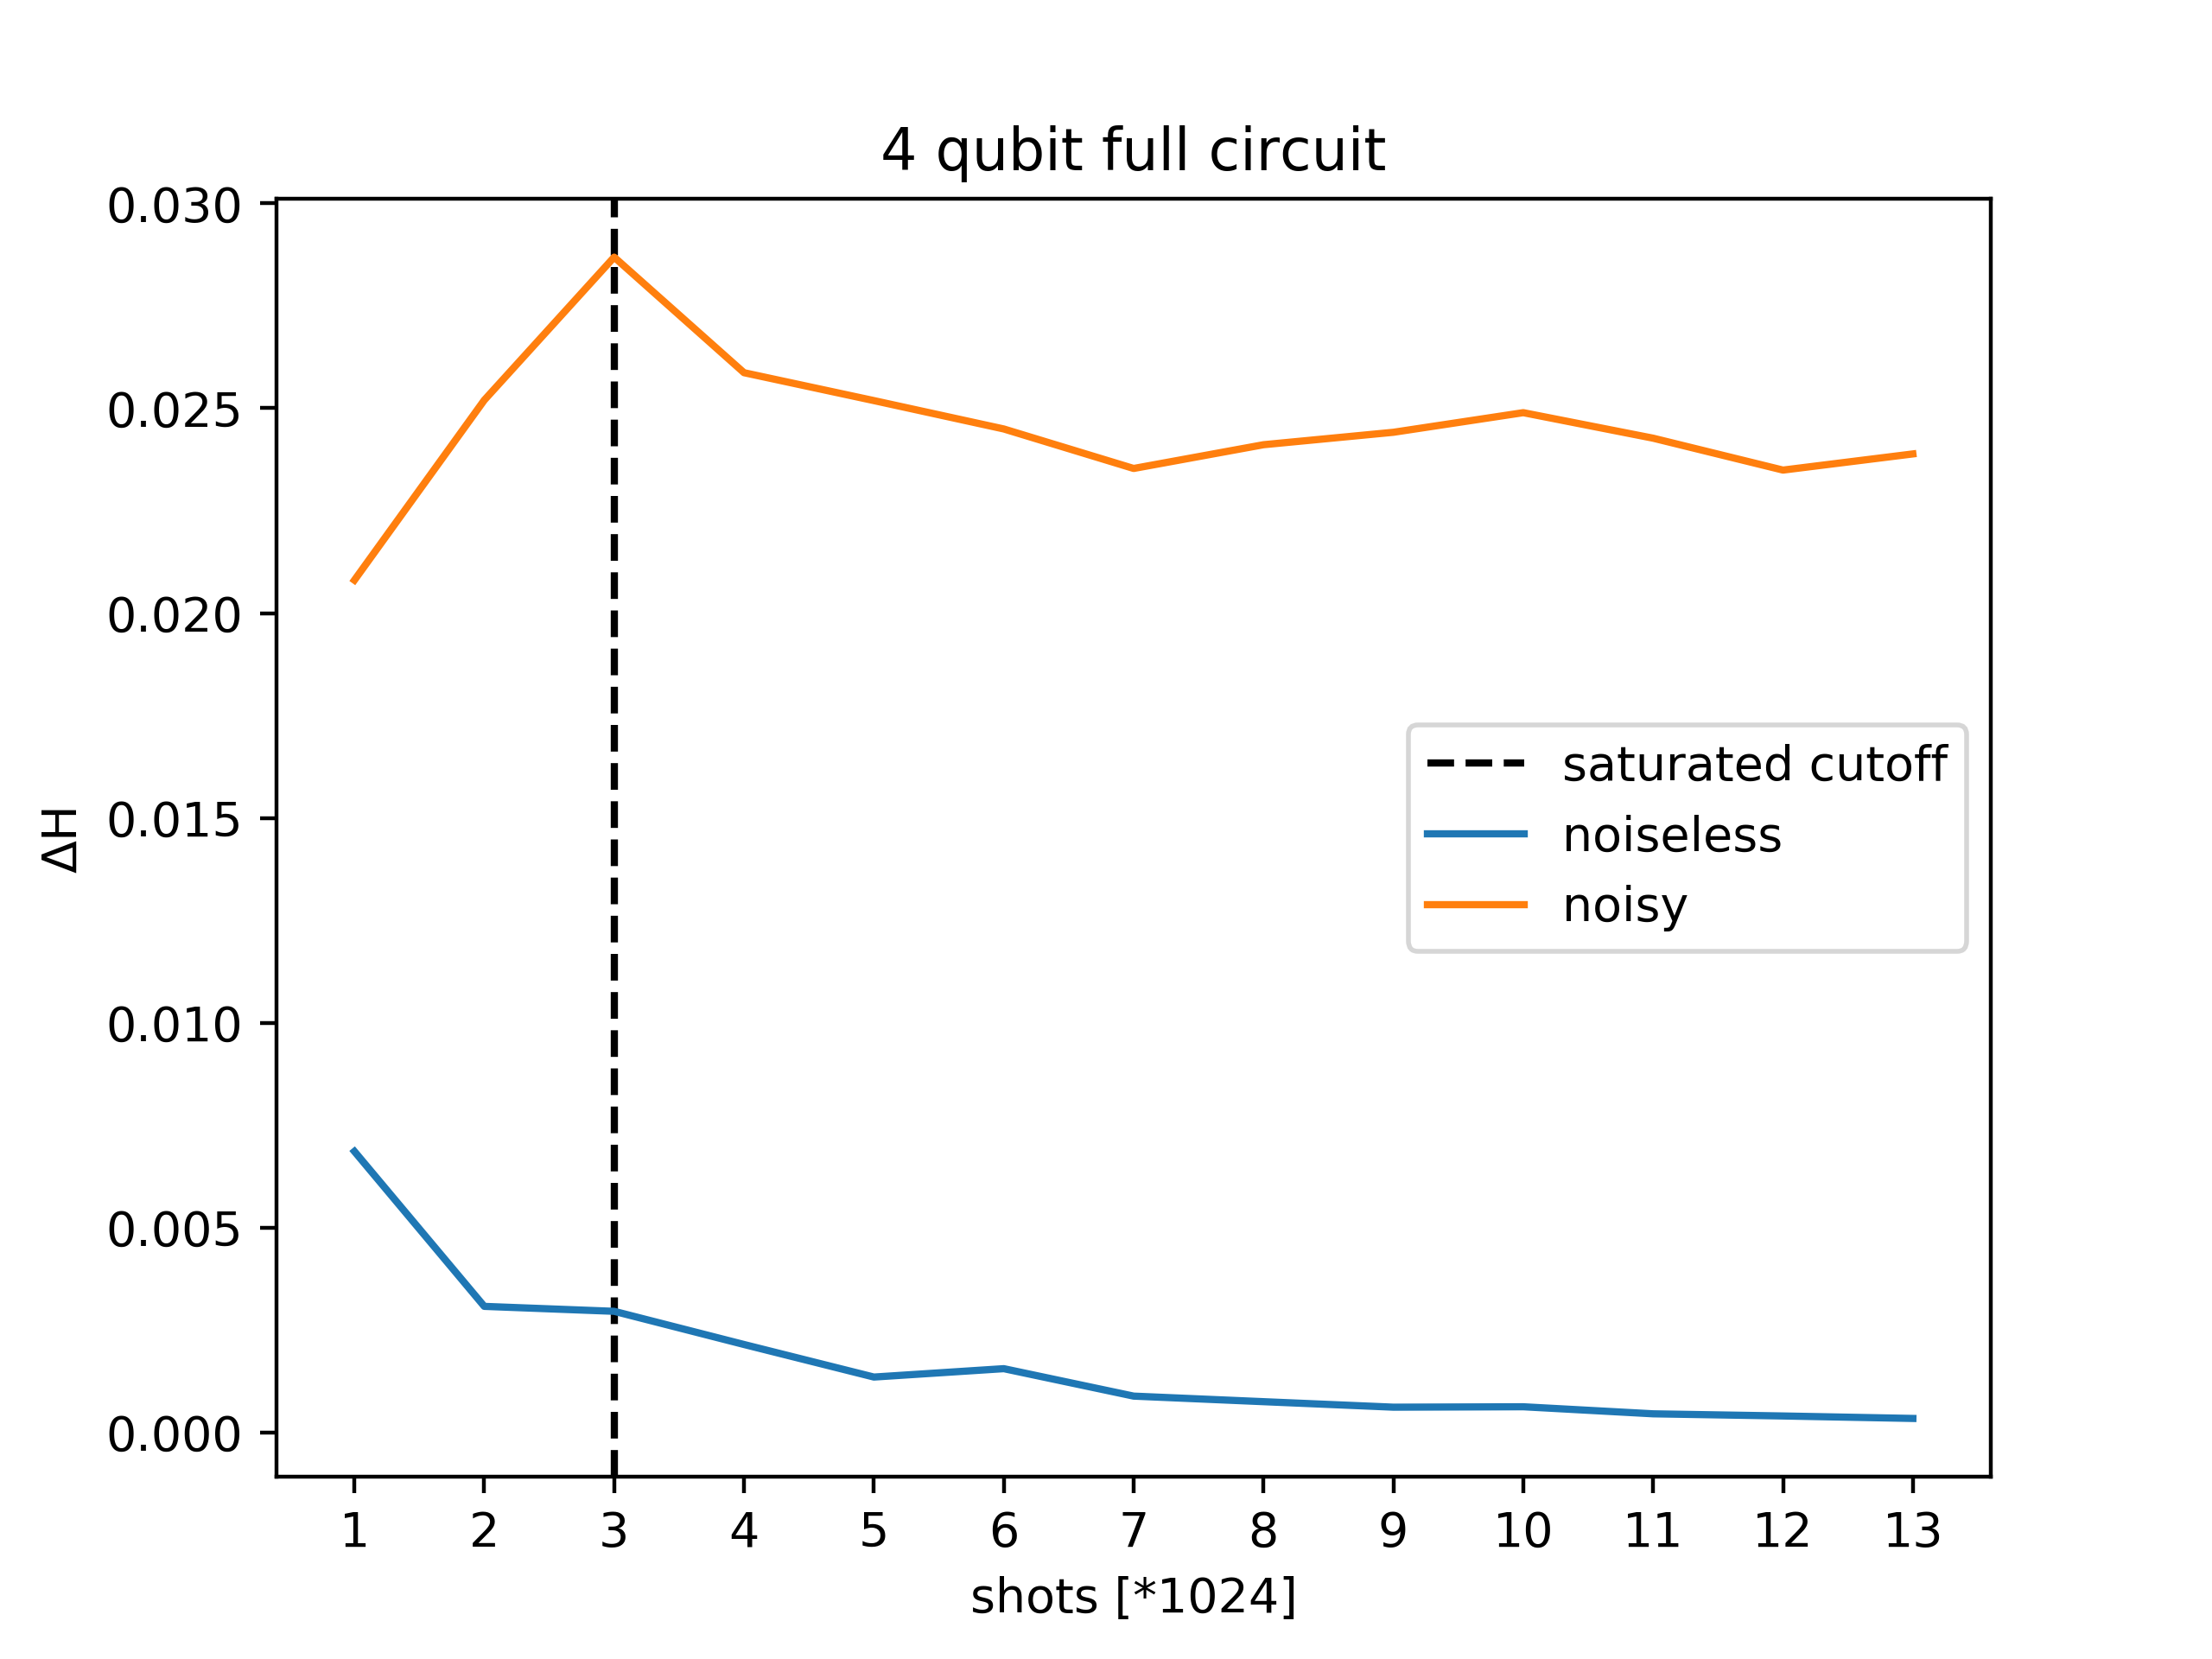 4 qubit full circuit
0.030
0.025
0.020
0.015
0.010
0.005
0.000
ΔH
saturated cutoff
noiseless
noisy
1 2 3 4 5 6 7 8 9 10 11 12 13
shots [*1024]